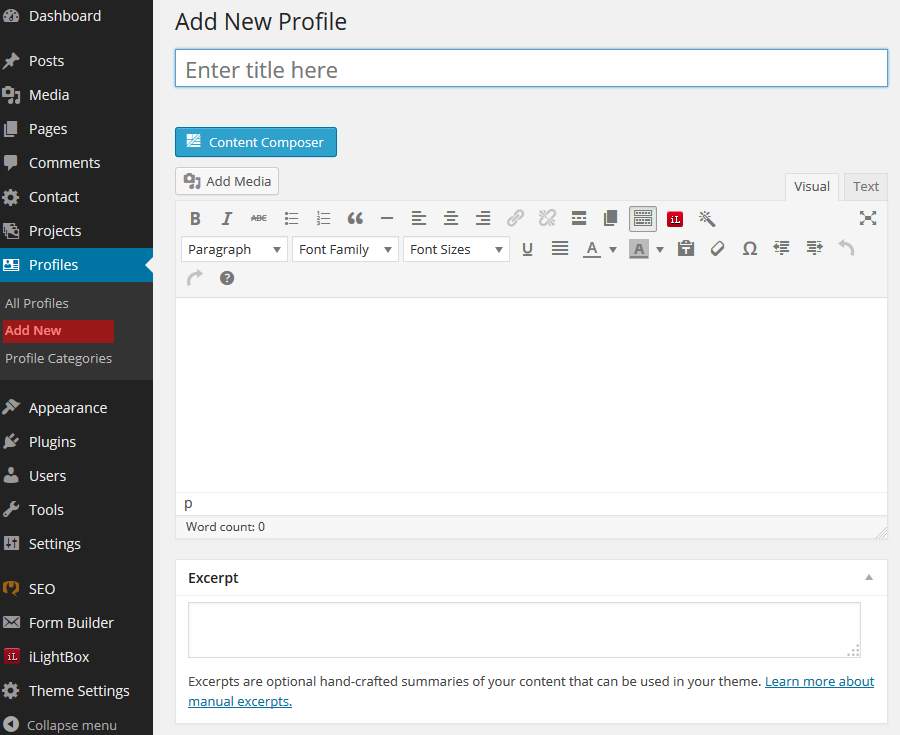 Dashboard
Posts
Media
Pages
Comments
Contact
Projects
Profiles
All Profiles
Add New
Profile Categories
Appearance
Plugins
Users
Tools
Settings
SEO
Form Builder
iL iLightBox
Theme Settings
Collapse menu
Add New Profile
Enter title here
Content Composer
Add Media
Visual Text
B I ABC iL
Paragraph Font Family Font Sizes U A A T Ω
?
p
Word count: 0
Excerpt
Excerpts are optional hand-crafted summaries of your content that can be used in your theme. Learn more about
manual excerpts.